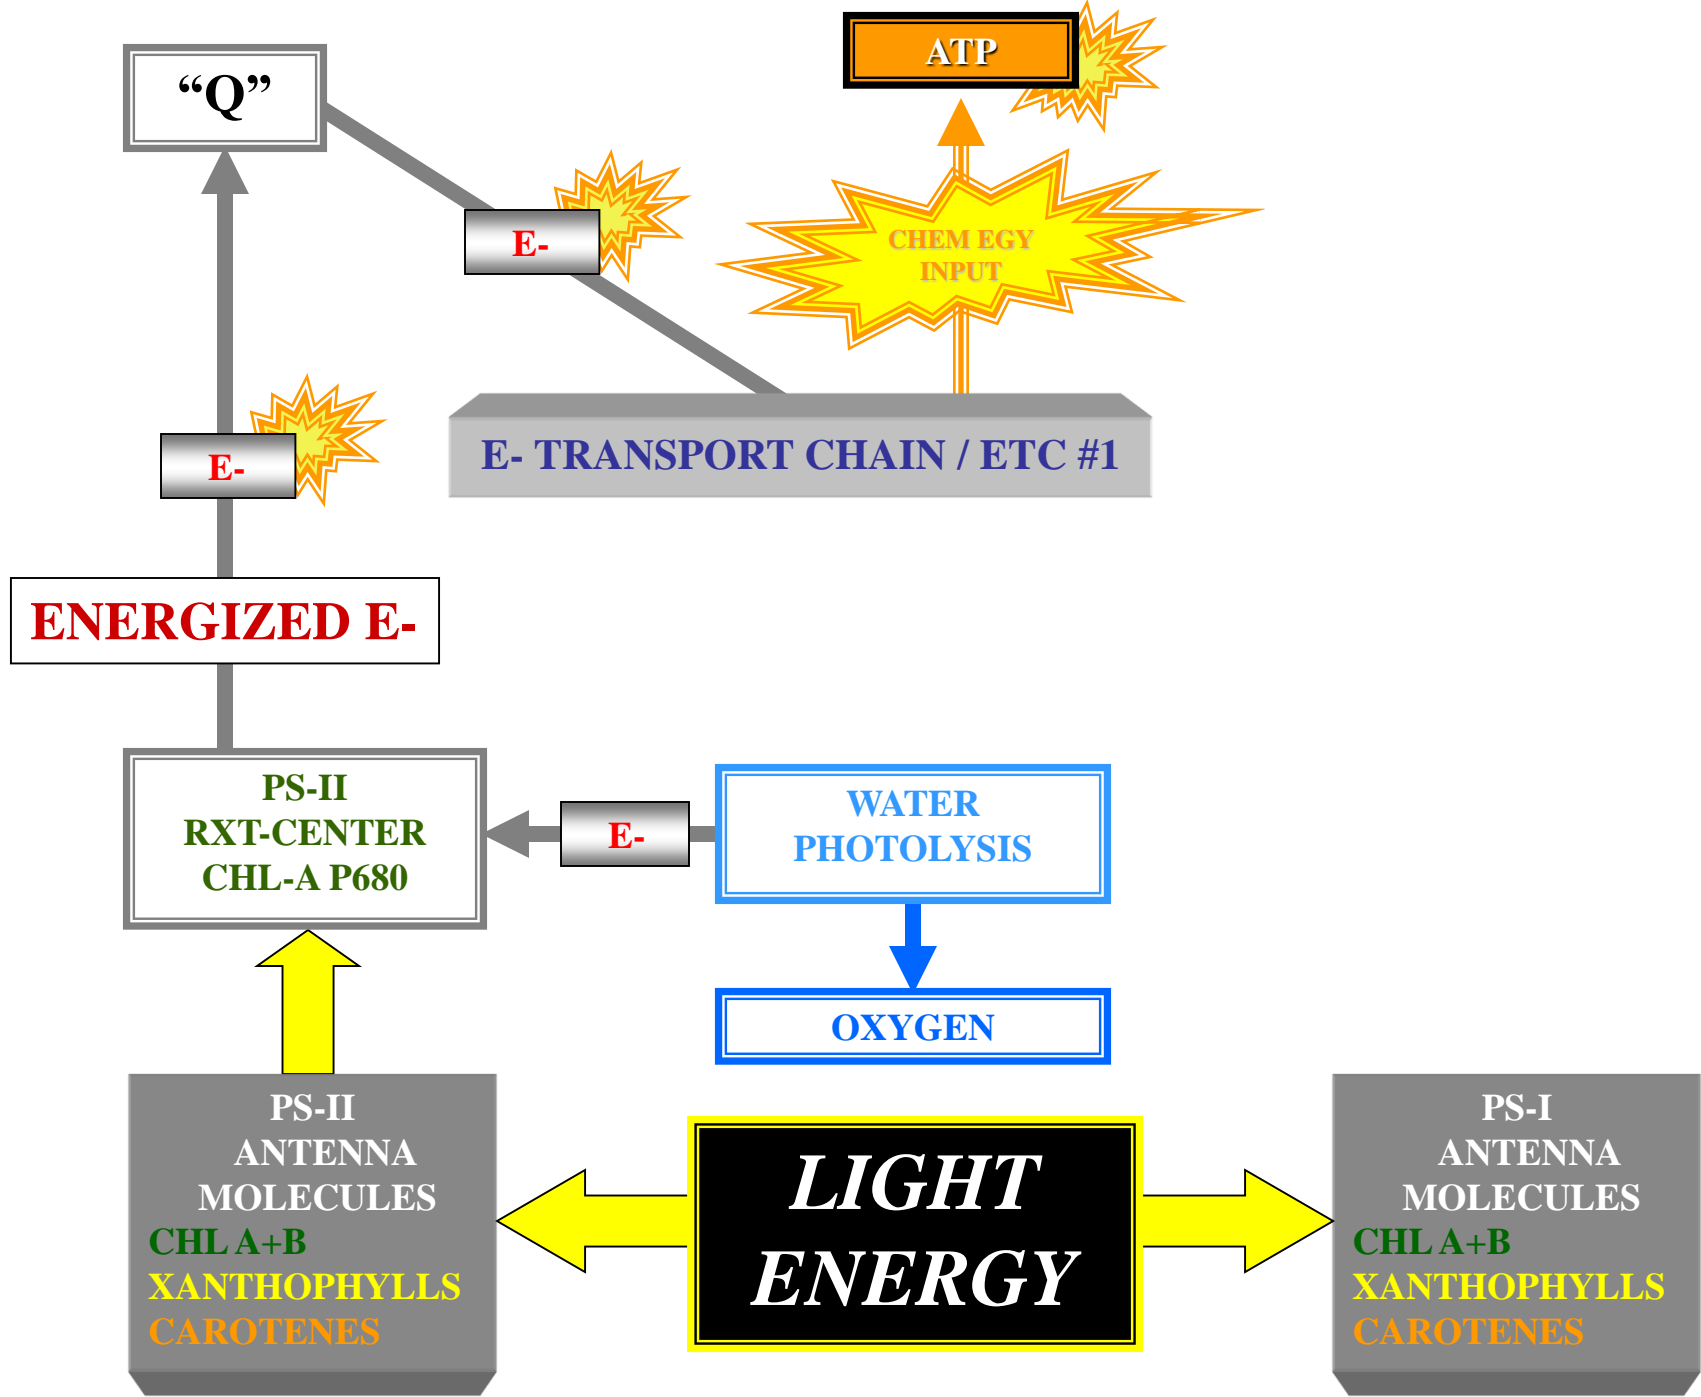 “Q”
ATP
E-
CHEM EGY
INPUT
E-
E- TRANSPORT CHAIN / ETC #1
ENERGIZED E-
PS-II
RXT-CENTER
CHL-A P680
E-
WATER
PHOTOLYSIS
OXYGEN
PS-II
ANTENNA
MOLECULES
CHL A+B
XANTHOPHYLLS
CAROTENES
LIGHT
ENERGY
PS-I
ANTENNA
MOLECULES
CHL A+B
XANTHOPHYLLS
CAROTENES